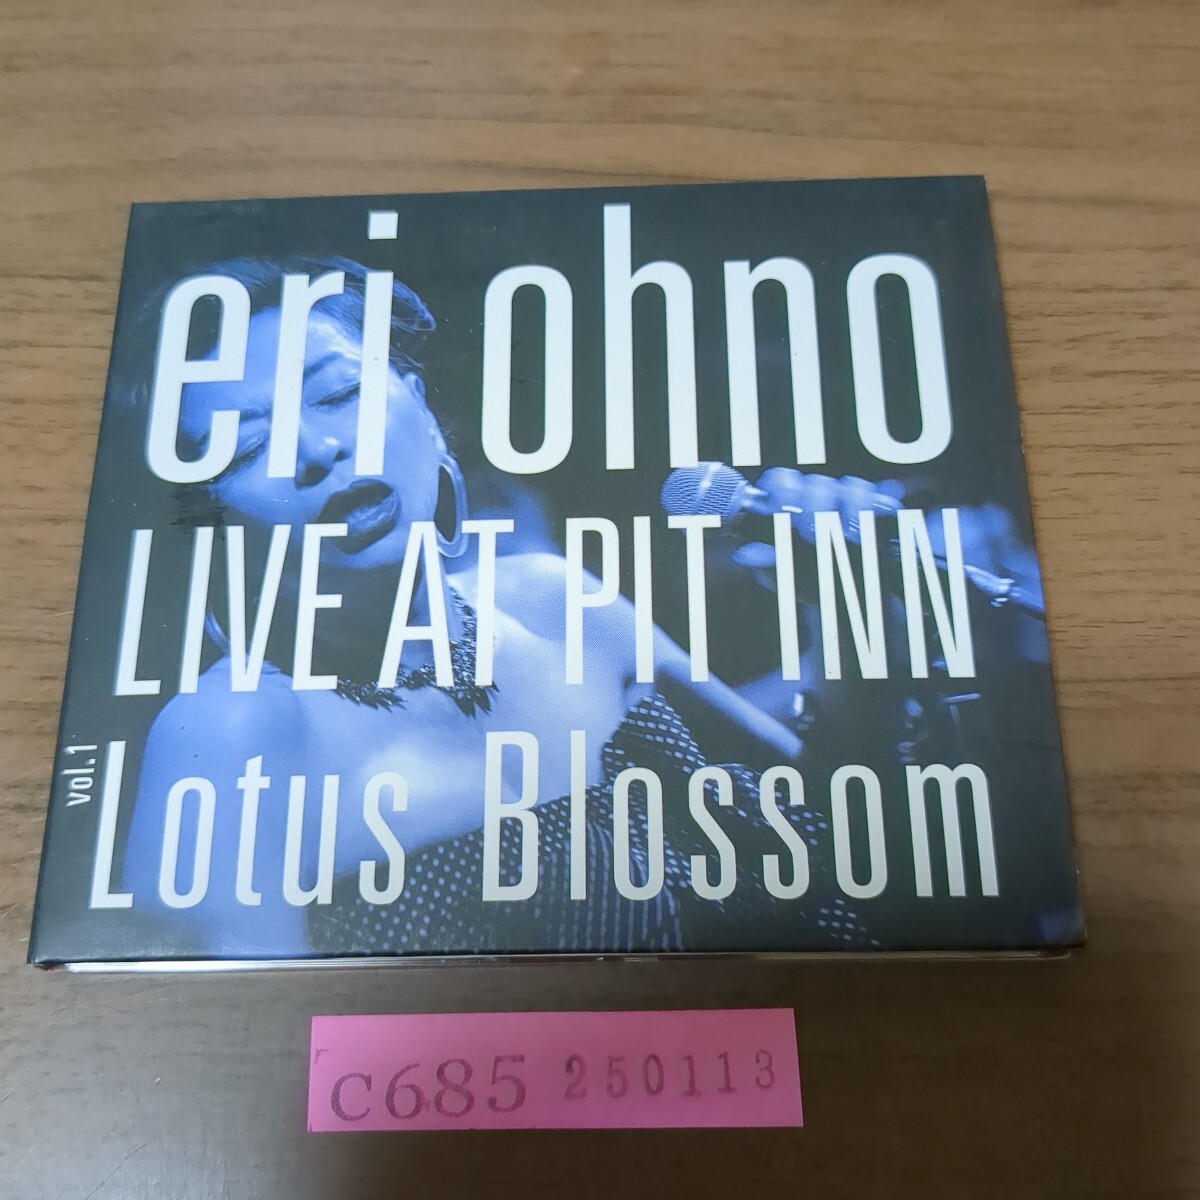 eri ohno
LIVE AT PIT INN
vol.1
Lotus Blossom
C685 250113